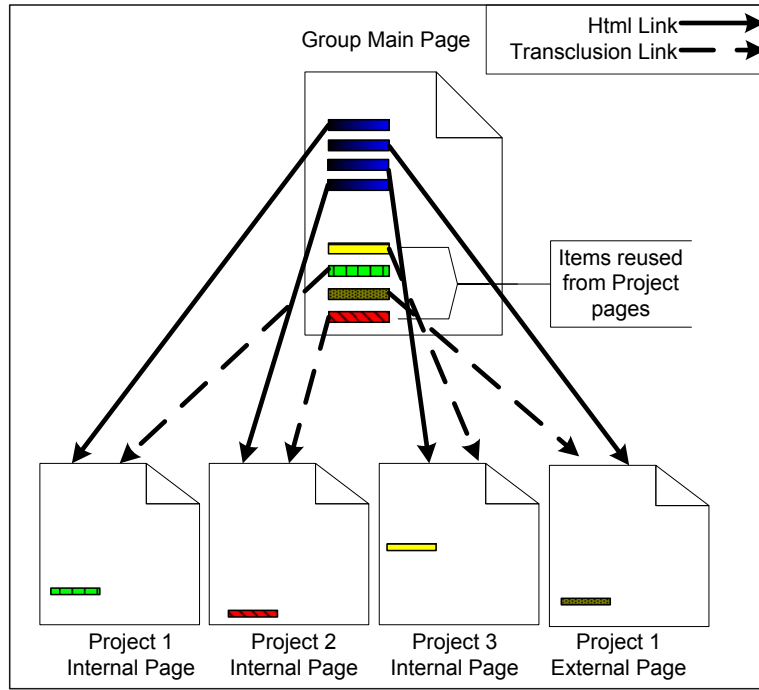 Html Link
Transclusion Link
Group Main Page
Items reused
from Project
pages
Project 1
Internal Page
Project 2
Internal Page
Project 3
Internal Page
Project 1
External Page